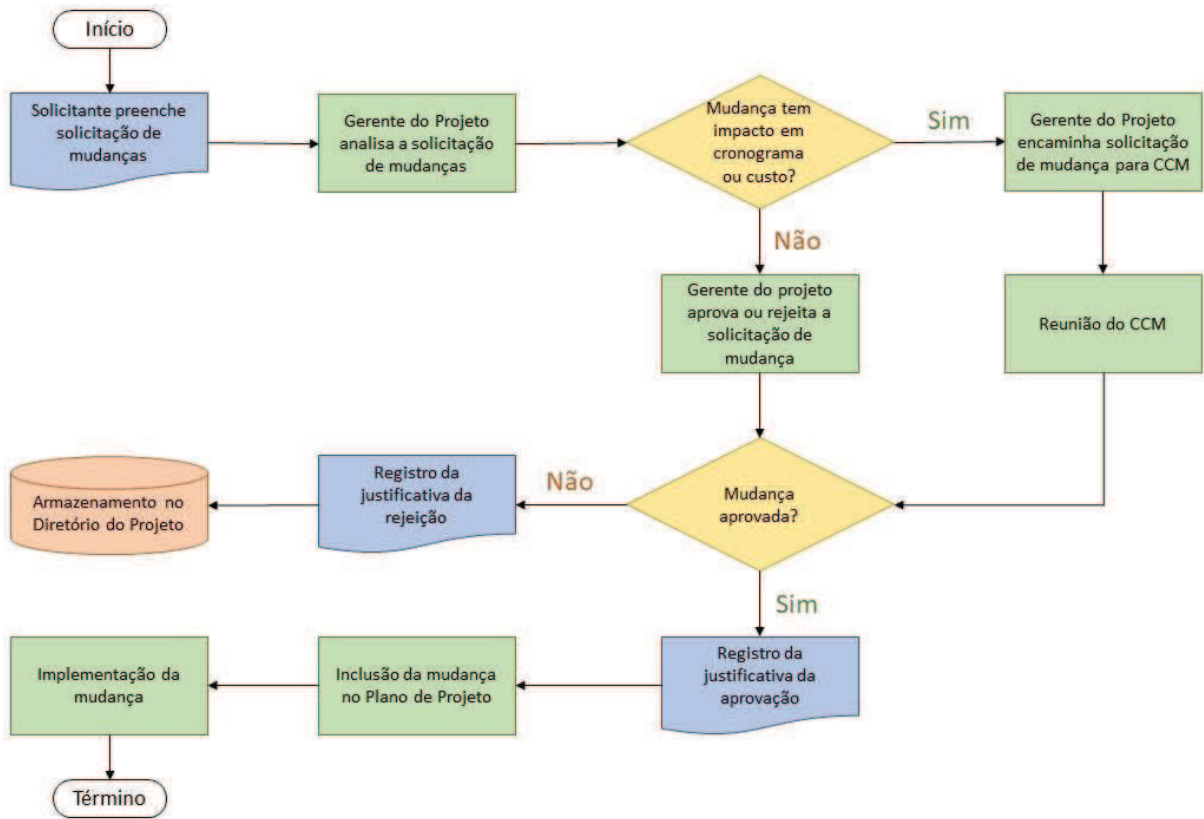 Início
Solicitante preenche
solicitação de
mudanças
Gerente do Projeto
analisa a solicitação
de mudanças
Mudança tem
impacto em
cronograma
ou custo?
Sim
Gerente do Projeto
encaminha solicitação
de mudança para CCM
Não
Gerente do projeto
aprova ou rejeita a
solicitação de
mudança
Reunião do CCM
Armazenamento no
Diretório do Projeto
Registro da
justificativa da
rejeição
Não
Mudança
aprovada?
Sim
Implementação da
mudança
Inclusão da mudança
no Plano de Projeto
Registro da
justificativa da
aprovação
Término